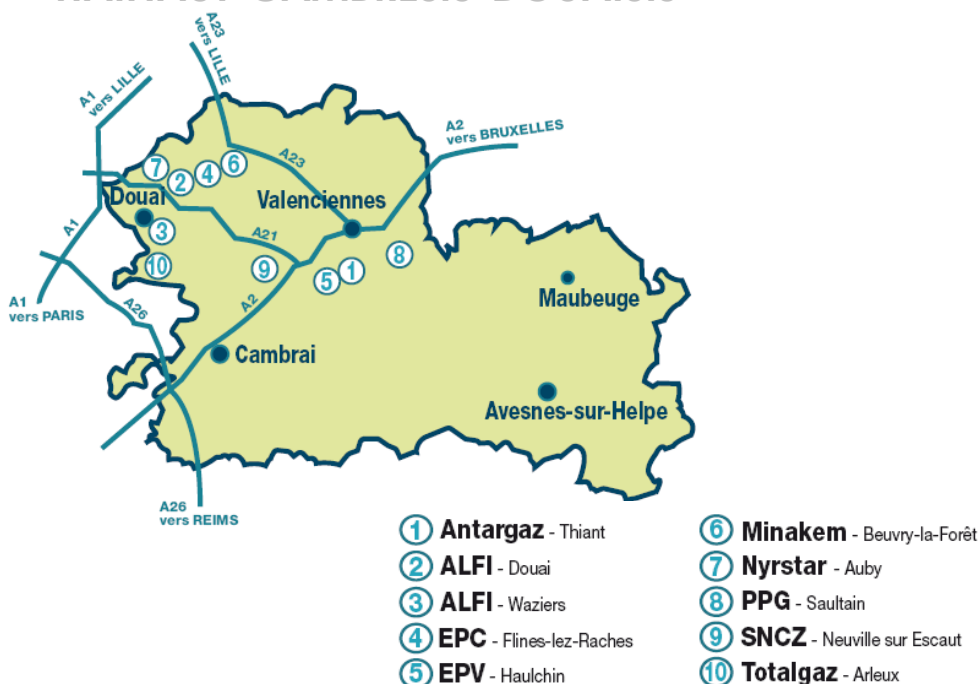 A23
vers LILLE
A1
vers LILLE
A2
vers BRUXELLES
A23
7
2
4
6
Douai
Valenciennes
3
A1
A21
10
9
5
1
8
Maubeuge
A1
vers PARIS
A26
A2
Cambrai
Avesnes-sur-Helpe
A26
vers REIMS
1 Antargaz - Thiant
2 ALFI - Douai
3 ALFI - Waziers
4 EPC - Flines-lez-Raches
5 EPV - Haulchin
6 Minakem - Beuvry-la-Forêt
7 Nyrstar - Auby
8 PPG - Saultain
9 SNCZ - Neuville sur Escaut
10 Totalgaz - Arleux